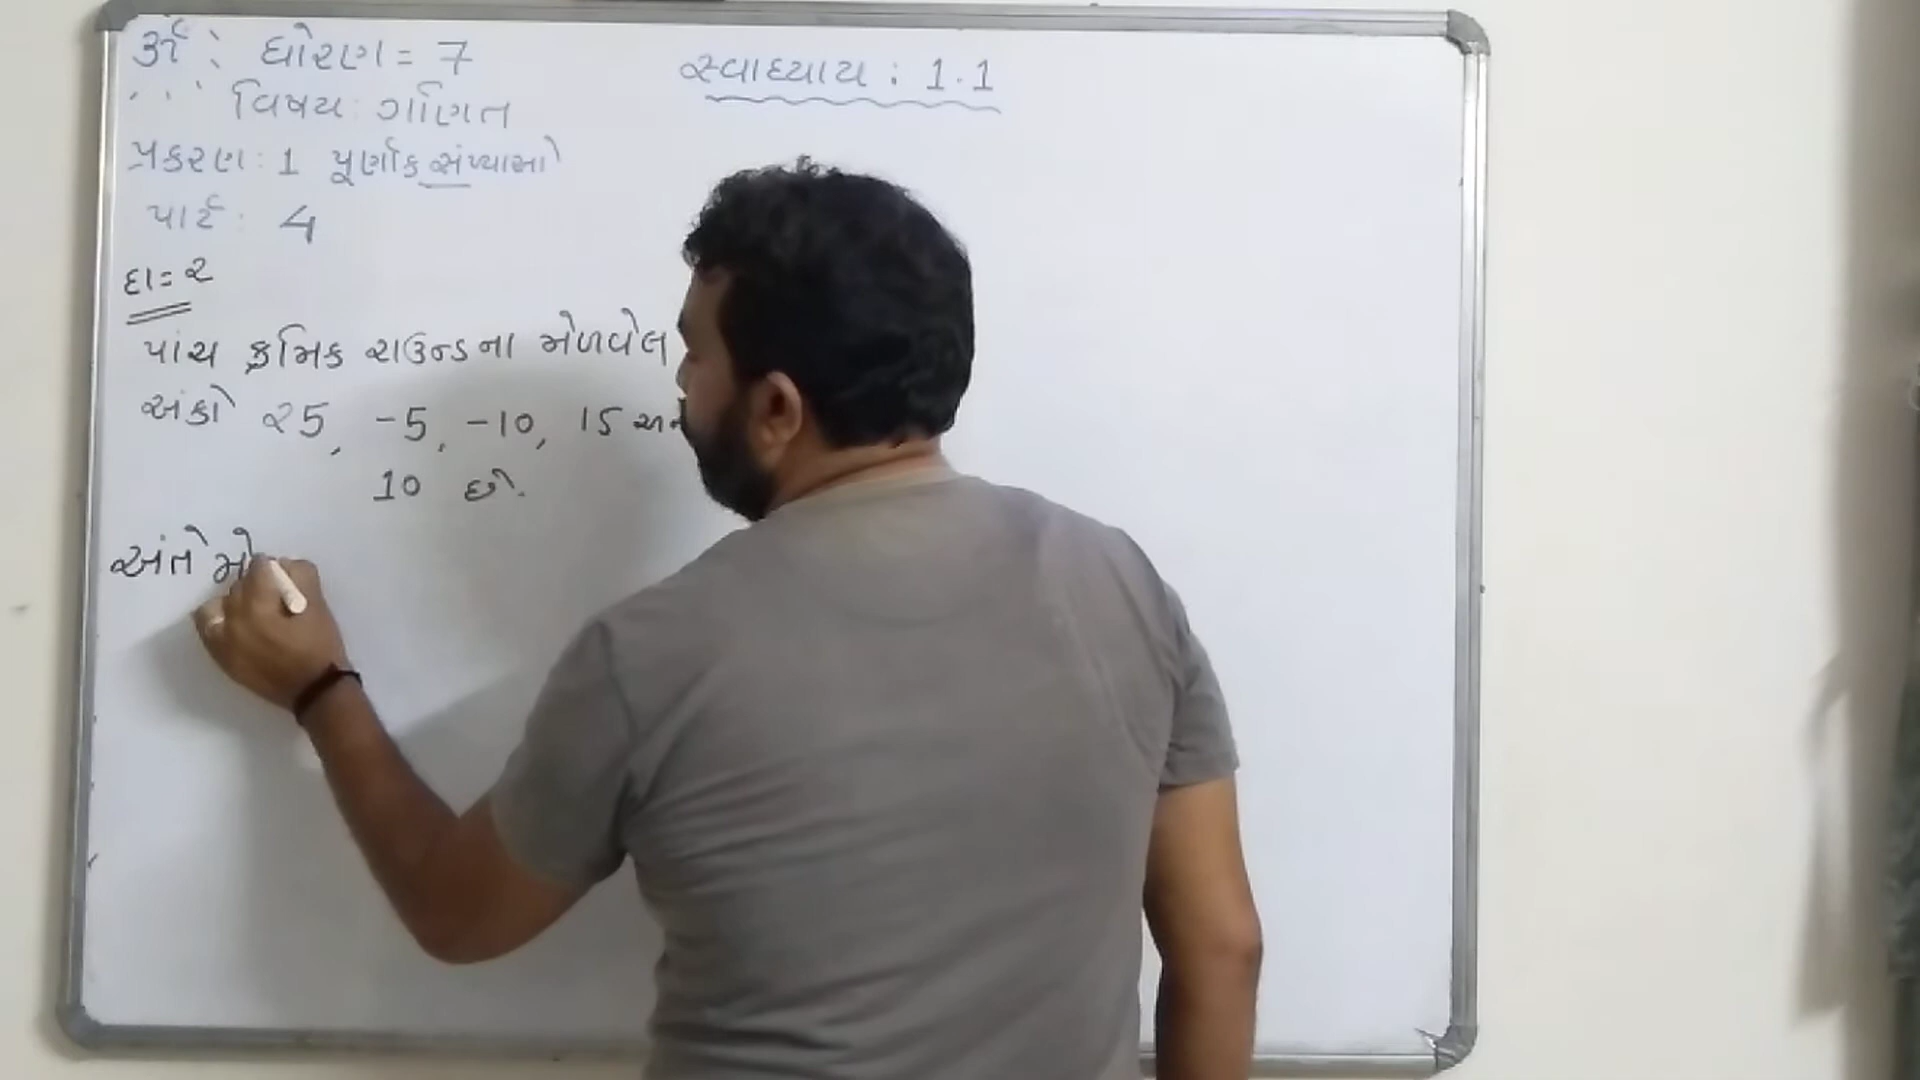 ૐ : ધોરણ = 7
વિષય : ગણિત
પ્રકરણ : 1 પૂર્ણાંક સંખ્યાઓ
પાર્ટ : 4
સ્વાધ્યાય : 1.1
દા = ૨
પાંચ ક્રમિક રાઉન્ડના મેળવેલ
અંકો ૨5, -5, -10, 15 અને
10 છે.
અંતે